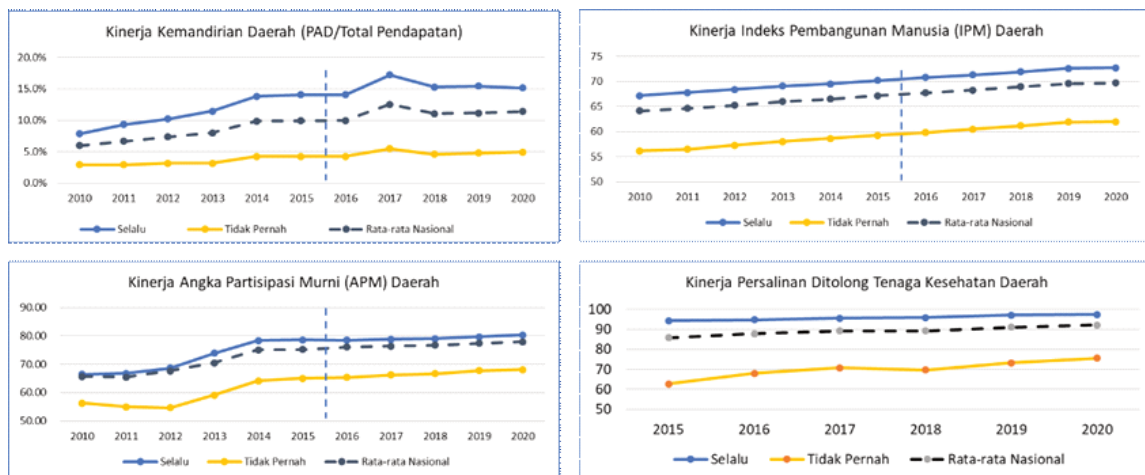 Kinerja Kemandirian Daerah (PAD/Total Pendapatan)
20.0%
15.0%
10.0%
5.0%
0.0%
2010 2011 2012 2013 2014 2015 2016 2017 2018 2019 2020
Selalu Tidak Pernah Rata-rata Nasional
Kinerja Indeks Pembangunan Manusia (IPM) Daerah
75
70
65
60
55
50
2010 2011 2012 2013 2014 2015 2016 2017 2018 2019 2020
Selalu Tidak Pernah Rata-rata Nasional
Kinerja Angka Partisipasi Murni (APM) Daerah
90.00
80.00
70.00
60.00
50.00
2010 2011 2012 2013 2014 2015 2016 2017 2018 2019 2020
Selalu Tidak Pernah Rata-rata Nasional
Kinerja Persalinan Ditolong Tenaga Kesehatan Daerah
100
90
80
70
60
50
2015 2016 2017 2018 2019 2020
Selalu Tidak Pernah Rata-rata Nasional